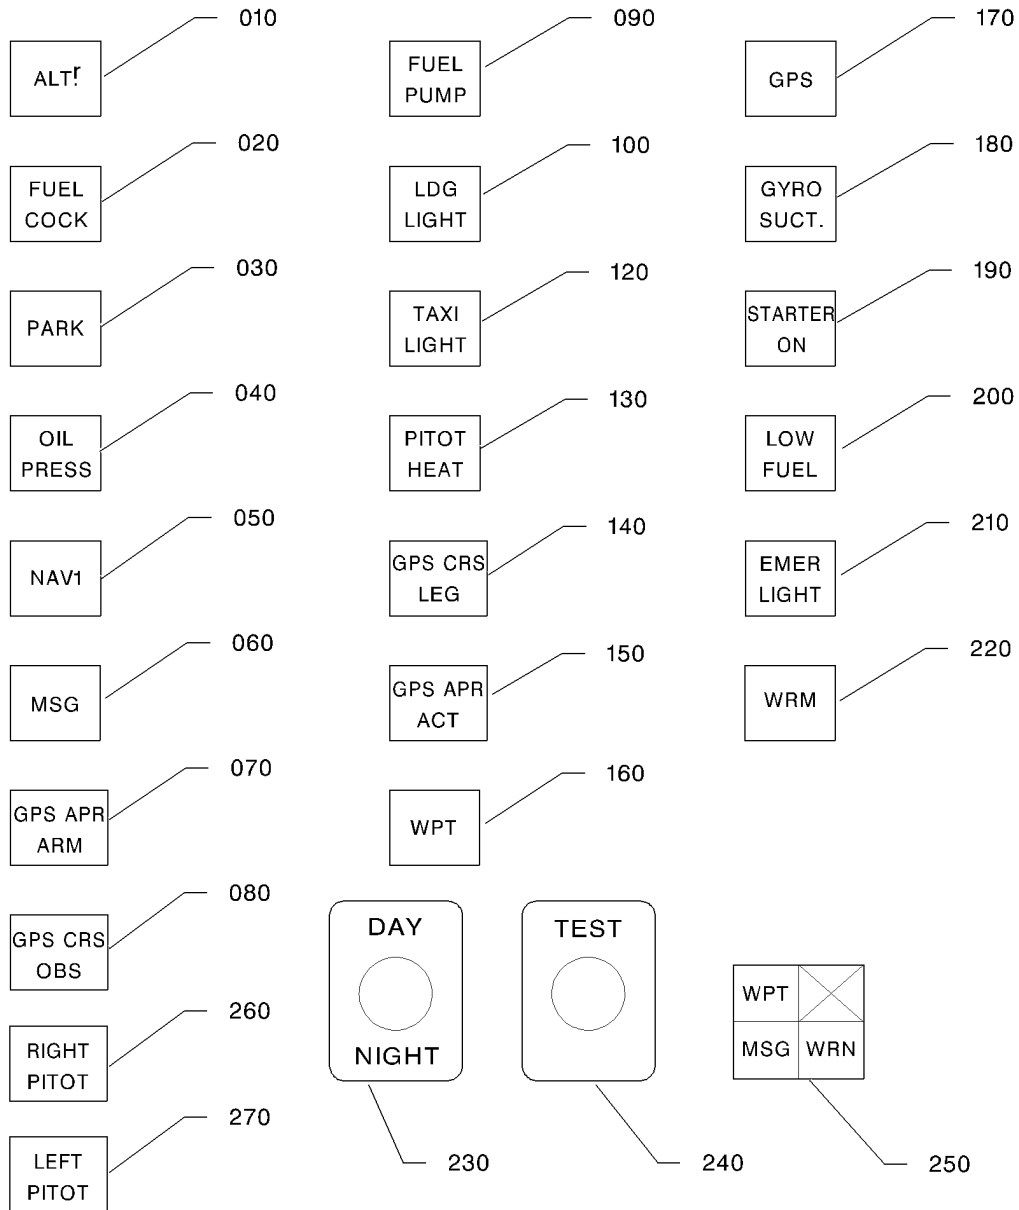 010
ALTr.
FUEL
COCK
020
PARK
030
OIL
PRESS
040
NAV1
050
MSG
060
GPS APR
ARM
070
GPS CRS
OBS
080
RIGHT
PITOT
260
LEFT
PITOT
270
FUEL
PUMP
090
LDG
LIGHT
100
TAXI
LIGHT
120
PITOT
HEAT
130
GPS CRS
LEG
140
GPS APR
ACT
150
WPT
160
GPS
170
GYRO
SUCT.
180
STARTER
ON
190
LOW
FUEL
200
EMER
LIGHT
210
WRM
220
DAY
NIGHT
230
TEST
240
WPT
MSG WRN
250